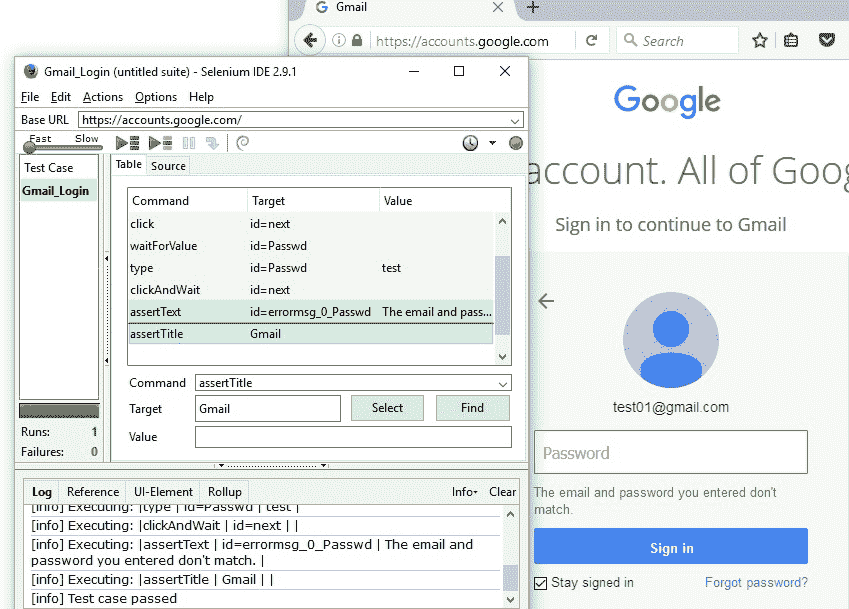 Gmail
https://accounts.google.com
Search
Gmail_Login (untitled suite) - Selenium IDE 2.9.1
File Edit Actions Options Help
Base URL https://accounts.google.com/
Fast Slow
Test Case
Gmail_Login
Table Source
Command Target Value
click id=next
waitForValue id=Passwd
type id=Passwd test
clickAndWait id=next
assertText id=errormsg_0_Passwd The email and pass...
assertTitle Gmail
Command assertTitle
Target Gmail Select Find
Value
Runs: 1
Failures: 0
Log Reference UI-Element Rollup Info Clear
[info] Executing: |type | id=Passwd | test |
[info] Executing: |clickAndWait | id=next | |
[info] Executing: |assertText | id=errormsg_0_Passwd | The email and
password you entered don't match. |
[info] Executing: |assertTitle | Gmail | |
[info] Test case passed
Google
account. All of Goog
Sign in to continue to Gmail
test01@gmail.com
Password
The email and password you entered don't
match.
Sign in
Stay signed in Forgot password?